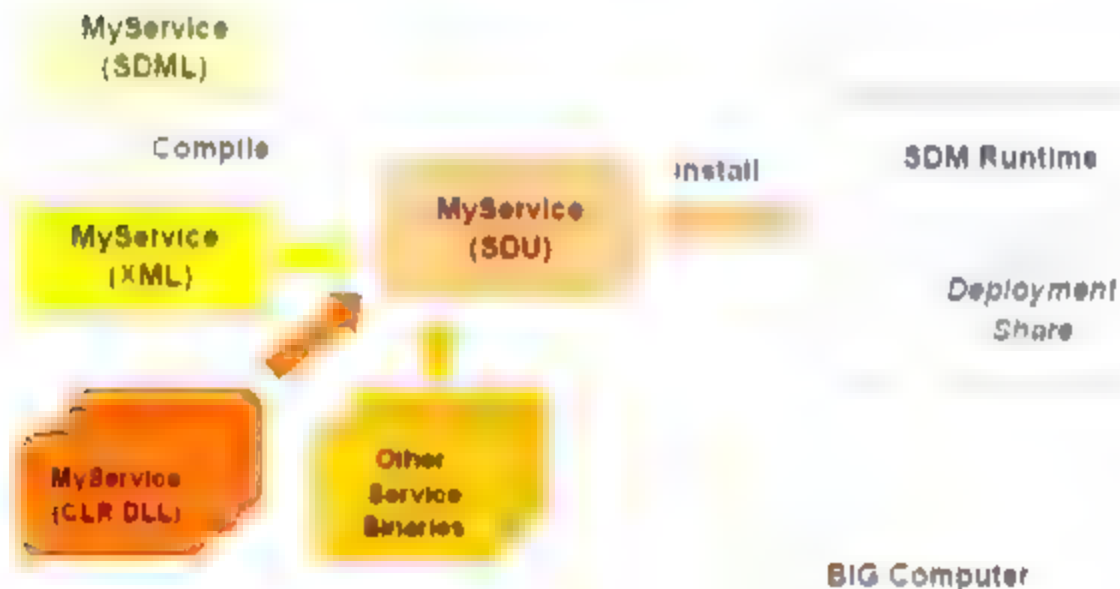 MyService
(SDML)
Compile
MyService
(XML)
MyService
(SDU)
Install
SDM Runtime
Deployment
Share
MyService
(CLR DLL)
Other
Service
Binaries
BIG Computer